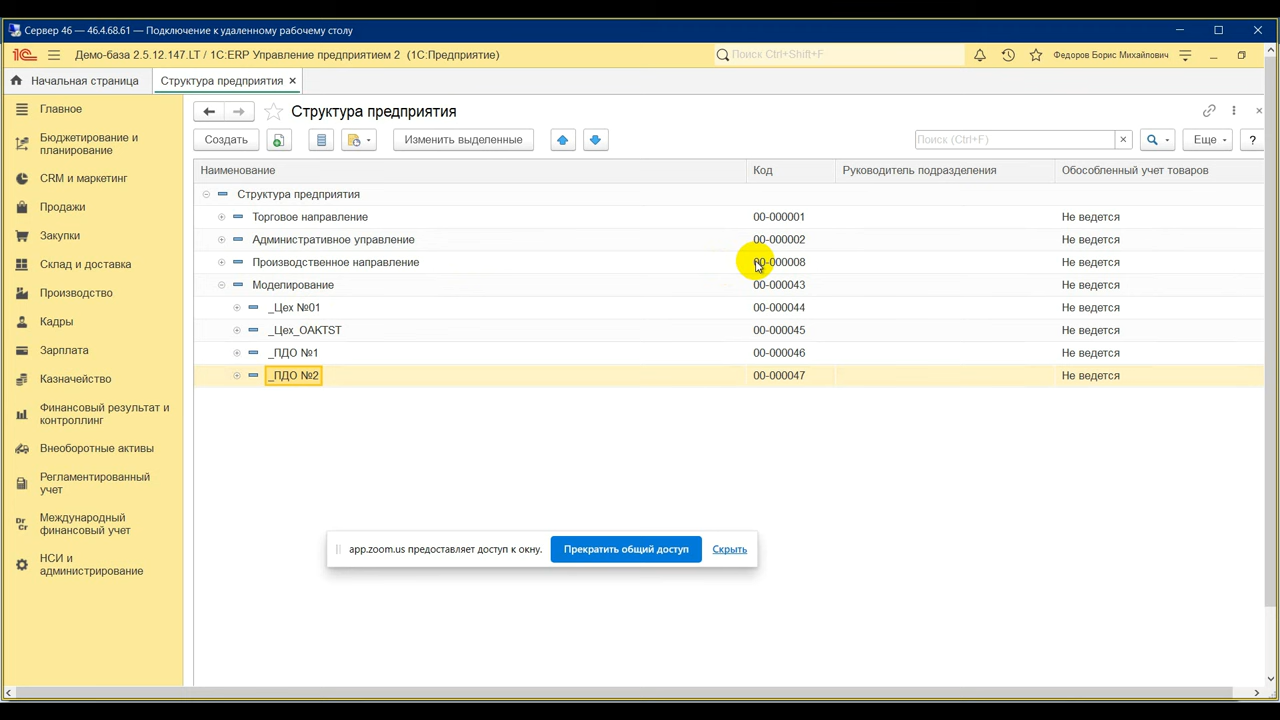 Сервер 46 — 46.4.68.61 — Подключение к удаленному рабочему столу
1С Демо-база 2.5.12.147.LT / 1С:ERP Управление предприятием 2 (1С:Предприятие) Поиск Ctrl+Shift+F Федоров Борис Михайлович
Начальная страница Структура предприятия ×
Главное
Бюджетирование и
планирование
CRM и маркетинг
Продажи
Закупки
Склад и доставка
Производство
Кадры
Зарплата
Казначейство
Финансовый результат и
контроллинг
Внеоборотные активы
Регламентированный
учет
Dr
Cr
Международный
финансовый учет
НСИ и
администрирование
Структура предприятия
Создать Изменить выделенные Поиск (Ctrl+F) × Еще ?
Наименование Код Руководитель подразделения Обособленный учет товаров
Структура предприятия
Торговое направление 00-000001 Не ведется
Административное управление 00-000002 Не ведется
Производственное направление 00-000008 Не ведется
Моделирование 00-000043 Не ведется
_Цех №01 00-000044 Не ведется
_Цех_OAKTST 00-000045 Не ведется
_ПДО №1 00-000046 Не ведется
_ПДО №2 00-000047 Не ведется
app.zoom.us предоставляет доступ к окну. Прекратить общий доступ Скрыть